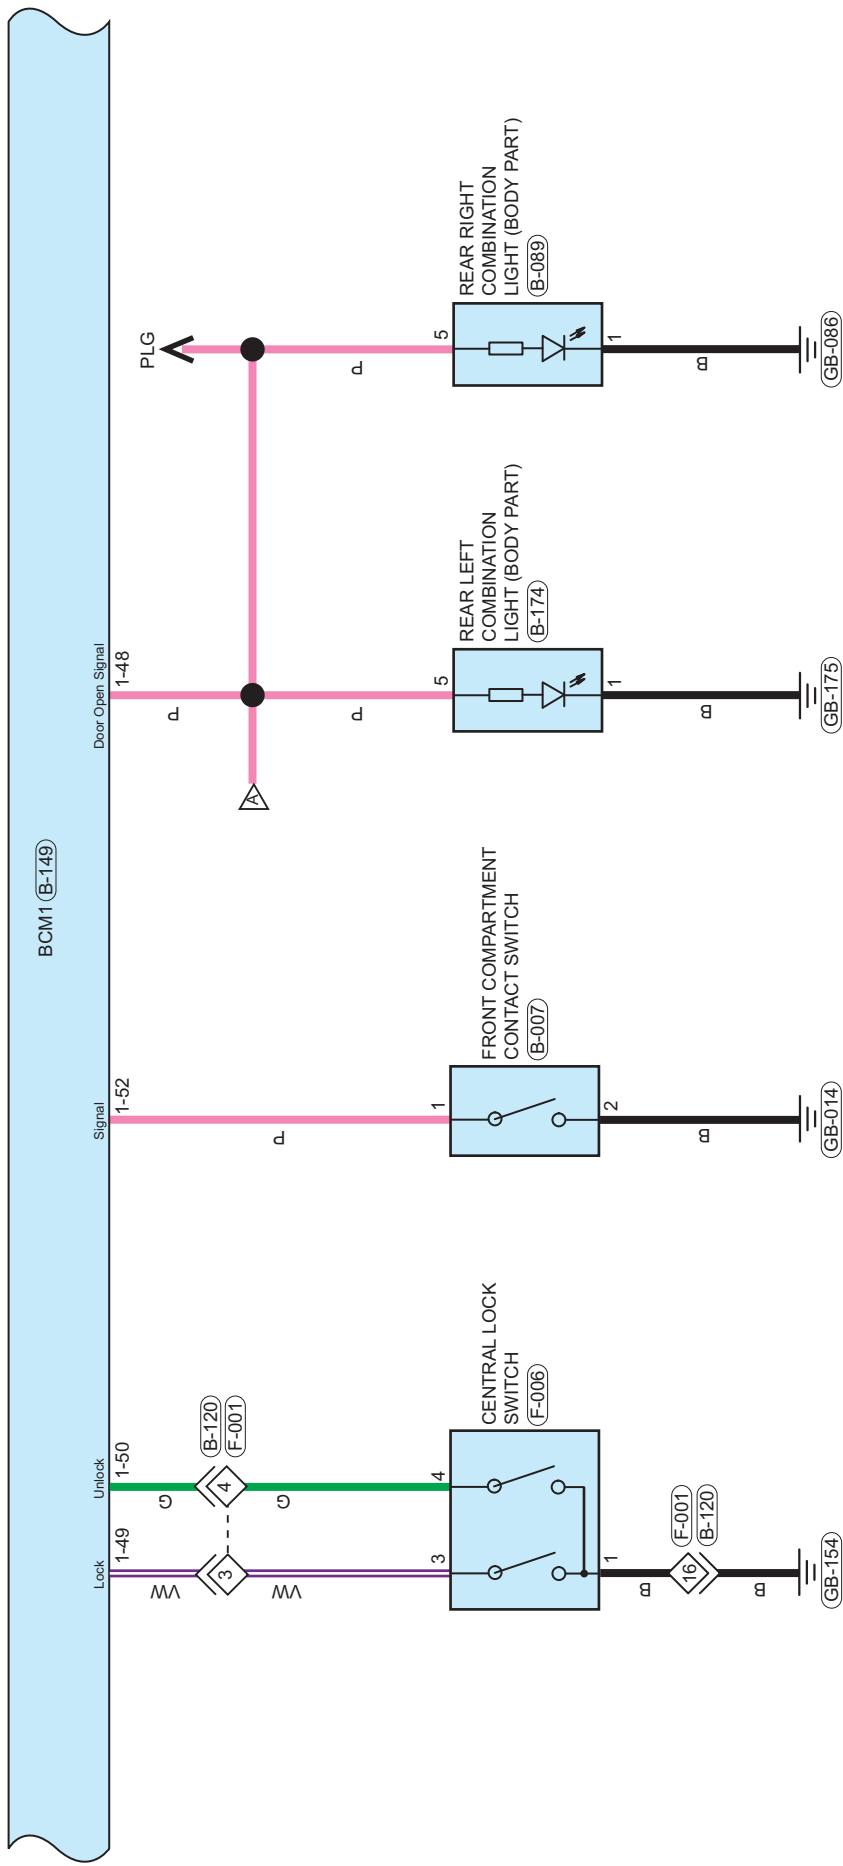 BCM1 B-149
Lock
1-49
Unlock
1-50
Signal
1-52
Door Open Signal
1-48
VW
G
P
P
PLG
3
4
B-120
F-001
VW
G
P
P
A
3
4
CENTRAL LOCK
SWITCH
F-006
1
FRONT COMPARTMENT
CONTACT SWITCH
B-007
5
REAR LEFT
COMBINATION
LIGHT (BODY PART)
B-174
5
REAR RIGHT
COMBINATION
LIGHT (BODY PART)
B-089
1
2
1
1
B
16
F-001
B-120
B
B
B
B
GB-154
GB-014
GB-175
GB-086